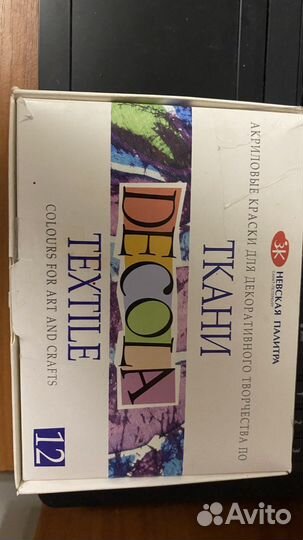 НЕВСКАЯ ПАЛИТРА
АКРИЛОВЫЕ КРАСКИ ДЛЯ ДЕКОРАТИВНОГО ТВОРЧЕСТВА ПО
ТКАНИ
DECOLA
TEXTILE
COLOURS FOR ART AND CRAFTS
12
Avito